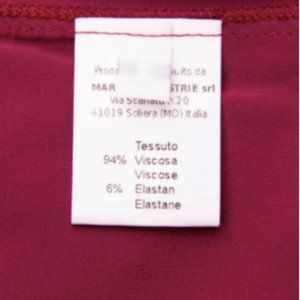 Prod uito da
MAR STRIE srl
Via Scarlatti n.20
41019 Soliera (MO) Italia
Tessuto
94% Viscosa
Viscose
6% Elastan
Elastane